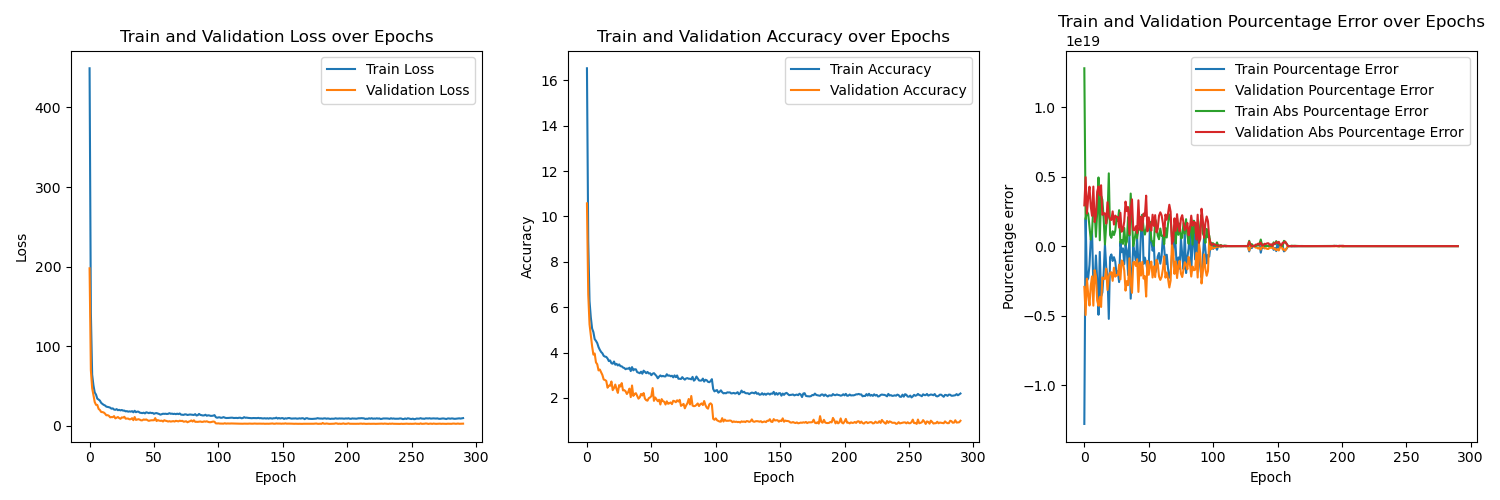 Train and Validation Loss over Epochs
Loss
400
300
200
100
0
0 50 100 150 200 250 300
Epoch
Train Loss
Validation Loss
Train and Validation Accuracy over Epochs
Accuracy
16
14
12
10
8
6
4
2
0 50 100 150 200 250 300
Epoch
Train Accuracy
Validation Accuracy
Train and Validation Pourcentage Error over Epochs
1e19
Pourcentage error
1.0
0.5
0.0
−0.5
−1.0
0 50 100 150 200 250 300
Epoch
Train Pourcentage Error
Validation Pourcentage Error
Train Abs Pourcentage Error
Validation Abs Pourcentage Error